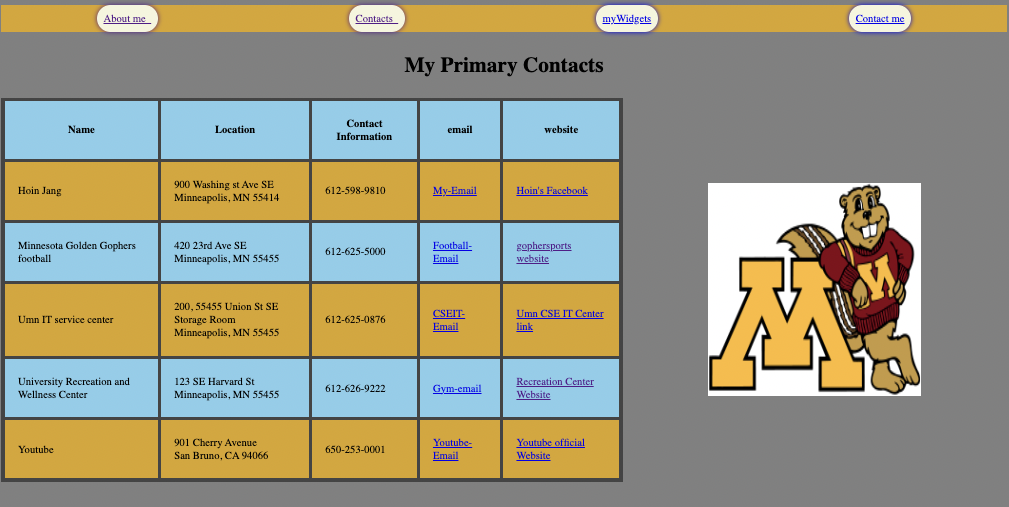 About me
Contacts
myWidgets
Contact me
My Primary Contacts
Name
Location
Contact
Information
email
website
Hoin Jang
900 Washing st Ave SE
Minneapolis, MN 55414
612-598-9810
My-Email
Hoin's Facebook
Minnesota Golden Gophers
football
420 23rd Ave SE
Minneapolis, MN 55455
612-625-5000
Football-
Email
gophersports
website
Umn IT service center
200, 55455 Union St SE
Storage Room
Minneapolis, MN 55455
612-625-0876
CSEIT-
Email
Umn CSE IT Center
link
University Recreation and
Wellness Center
123 SE Harvard St
Minneapolis, MN 55455
612-626-9222
Gym-email
Recreation Center
Website
Youtube
901 Cherry Avenue
San Bruno, CA 94066
650-253-0001
Youtube-
Email
Youtube official
Website
M
M